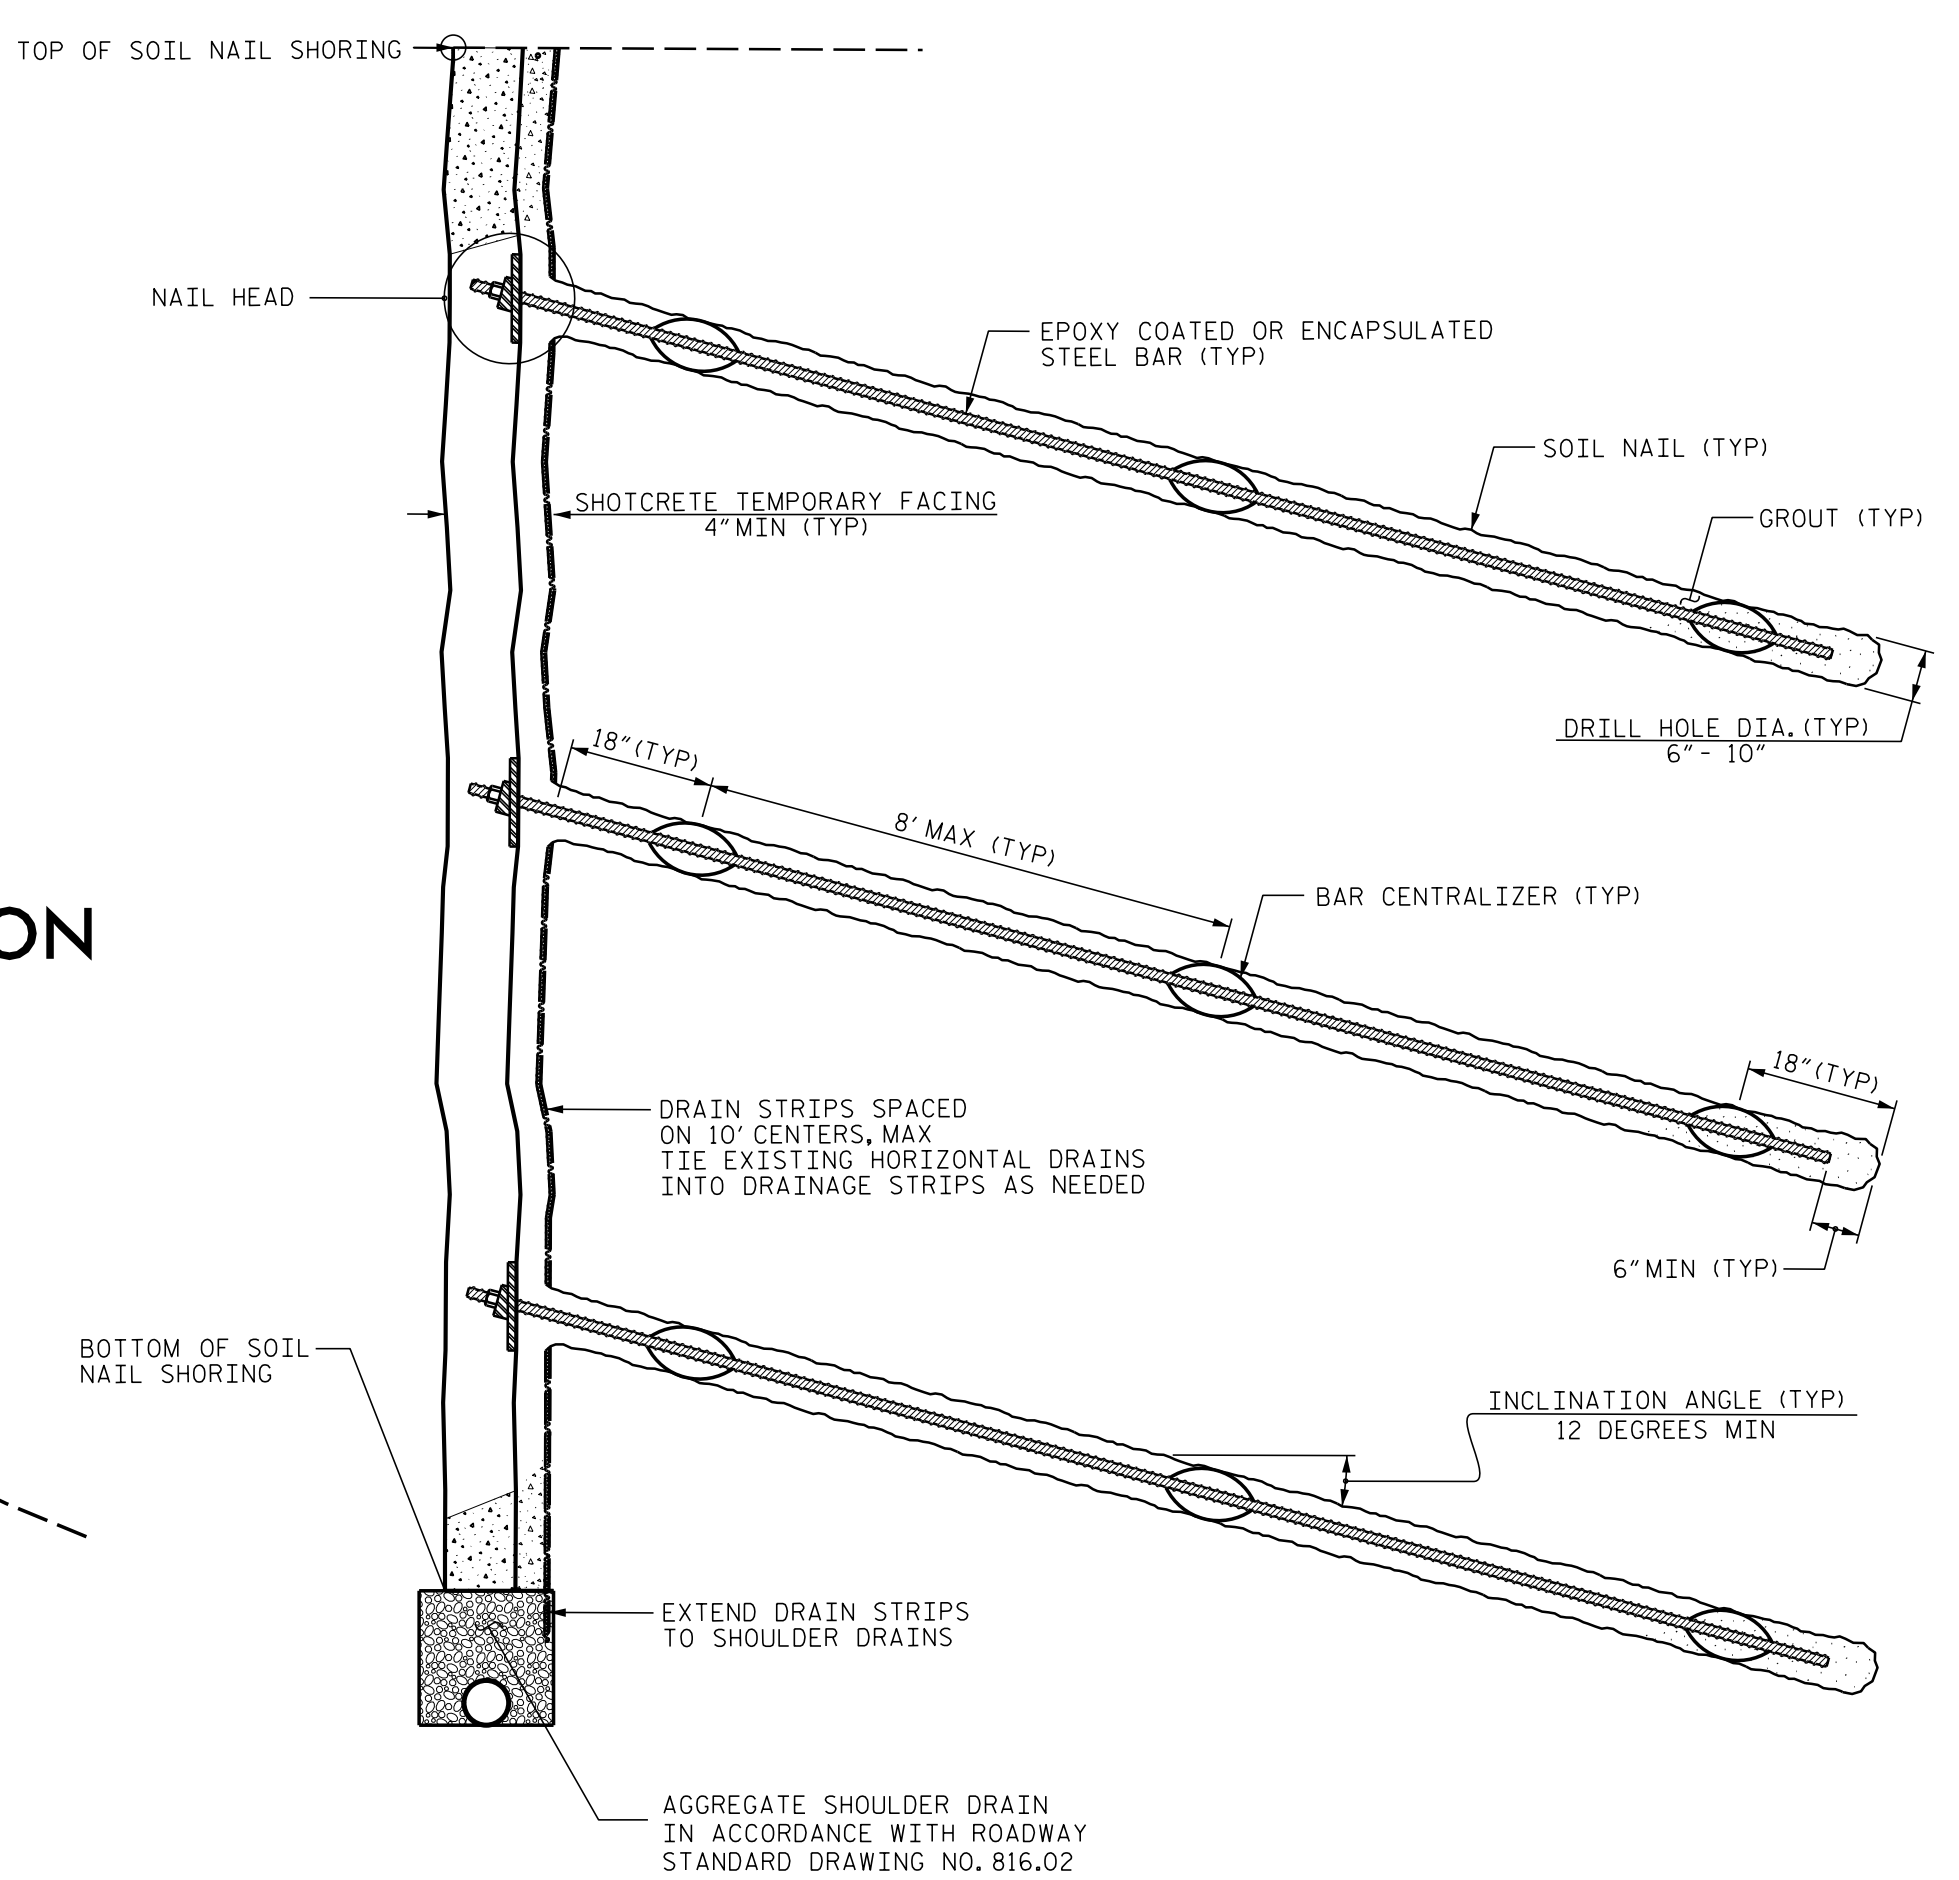 TOP OF SOIL NAIL SHORING
NAIL HEAD
EPOXY COATED OR ENCAPSULATED
STEEL BAR (TYP)
SOIL NAIL (TYP)
GROUT (TYP)
SHOTCRETE TEMPORARY FACING
4" MIN (TYP)
DRILL HOLE DIA. (TYP)
6" - 10"
18" (TYP)
8' MAX (TYP)
BAR CENTRALIZER (TYP)
ON
18" (TYP)
DRAIN STRIPS SPACED
ON 10' CENTERS, MAX
TIE EXISTING HORIZONTAL DRAINS
INTO DRAINAGE STRIPS AS NEEDED
6" MIN (TYP)
BOTTOM OF SOIL
NAIL SHORING
INCLINATION ANGLE (TYP)
12 DEGREES MIN
EXTEND DRAIN STRIPS
TO SHOULDER DRAINS
AGGREGATE SHOULDER DRAIN
IN ACCORDANCE WITH ROADWAY
STANDARD DRAWING NO. 816.02